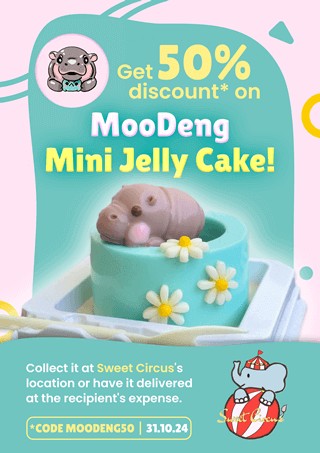 Get 50%
discount* on
MooDeng
Mini Jelly Cake!
Collect it at Sweet Circus's
location or have it delivered
at the recipient's expense.
*CODE MOODENG50 | 31.10.24
Sweet Circus